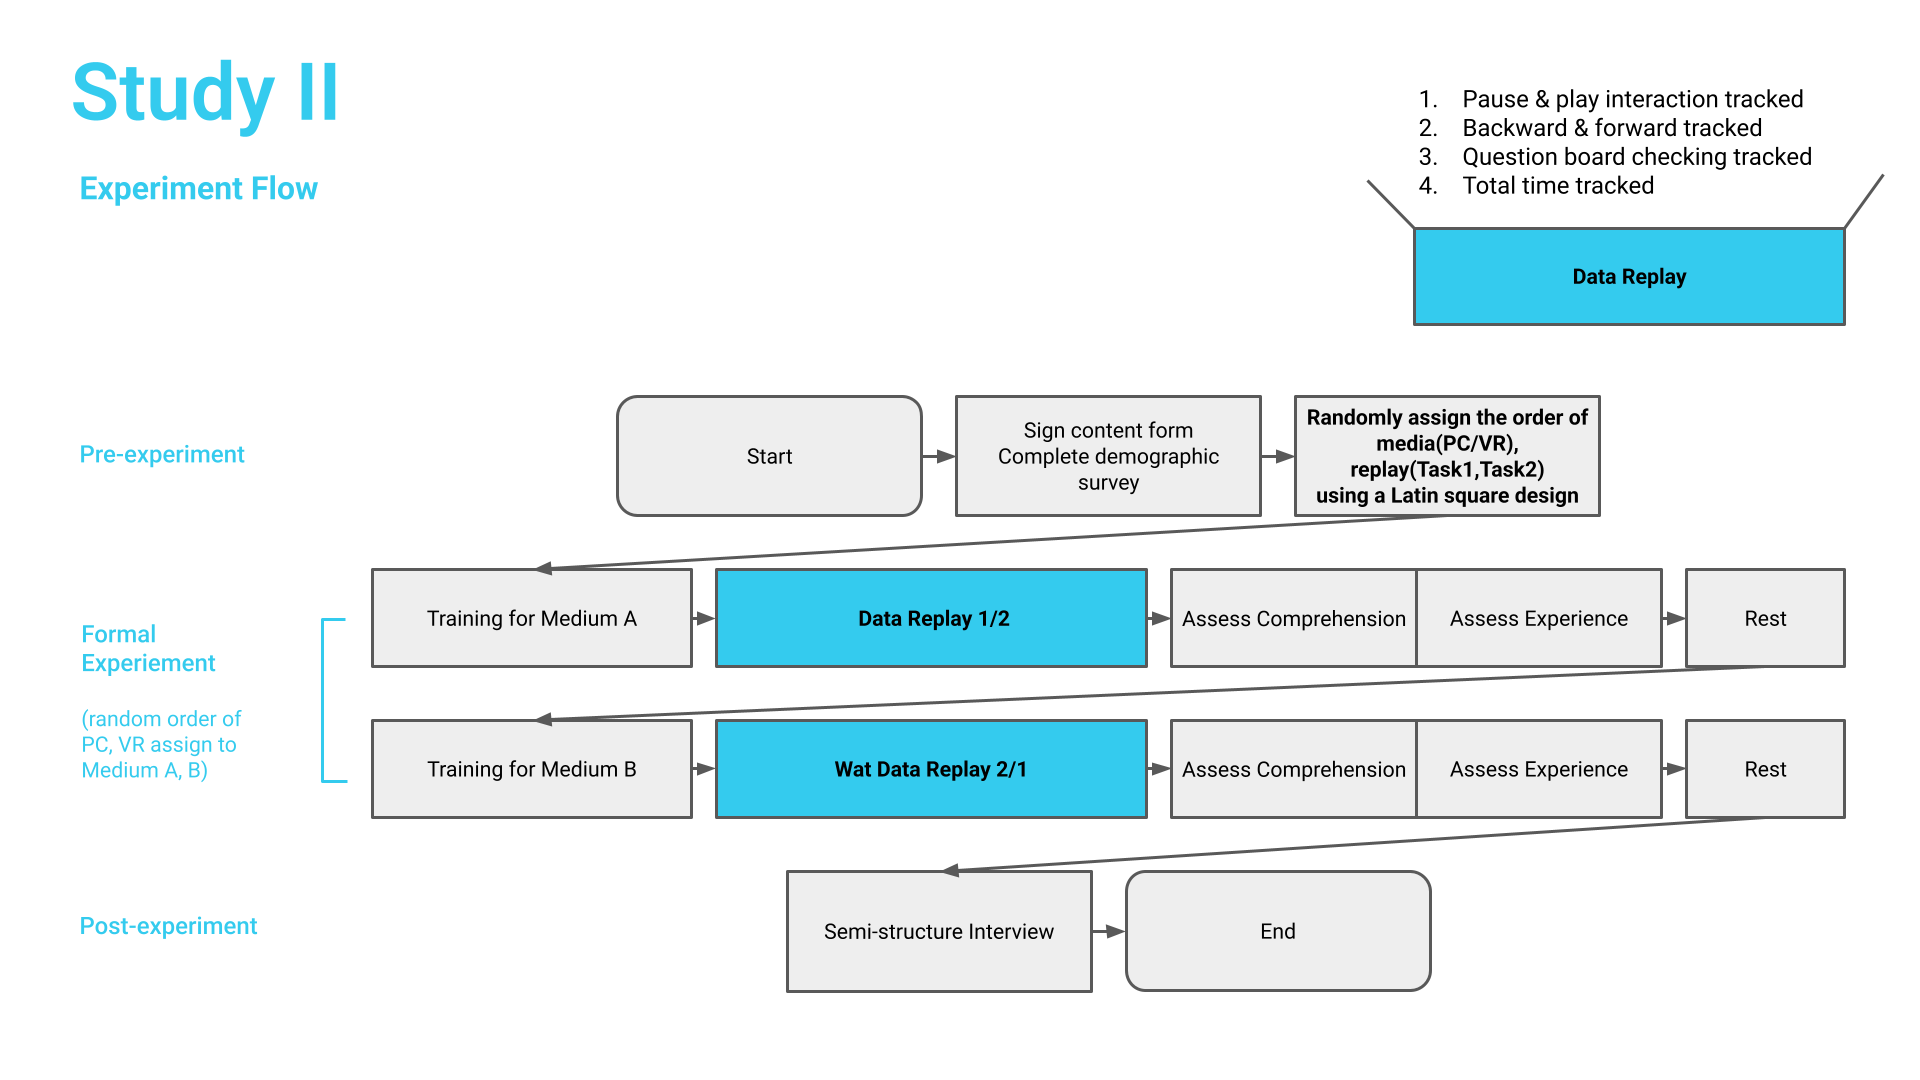 Study II
Experiment Flow
1. Pause & play interaction tracked
2. Backward & forward tracked
3. Question board checking tracked
4. Total time tracked
Data Replay
Pre-experiment
Start
Sign content form
Complete demographic
survey
Randomly assign the order of
media(PC/VR),
replay(Task1,Task2)
using a Latin square design
Formal
Experiement
(random order of
PC, VR assign to
Medium A, B)
Training for Medium A
Data Replay 1/2
Assess Comprehension
Assess Experience
Rest
Training for Medium B
Wat Data Replay 2/1
Assess Comprehension
Assess Experience
Rest
Post-experiment
Semi-structure Interview
End